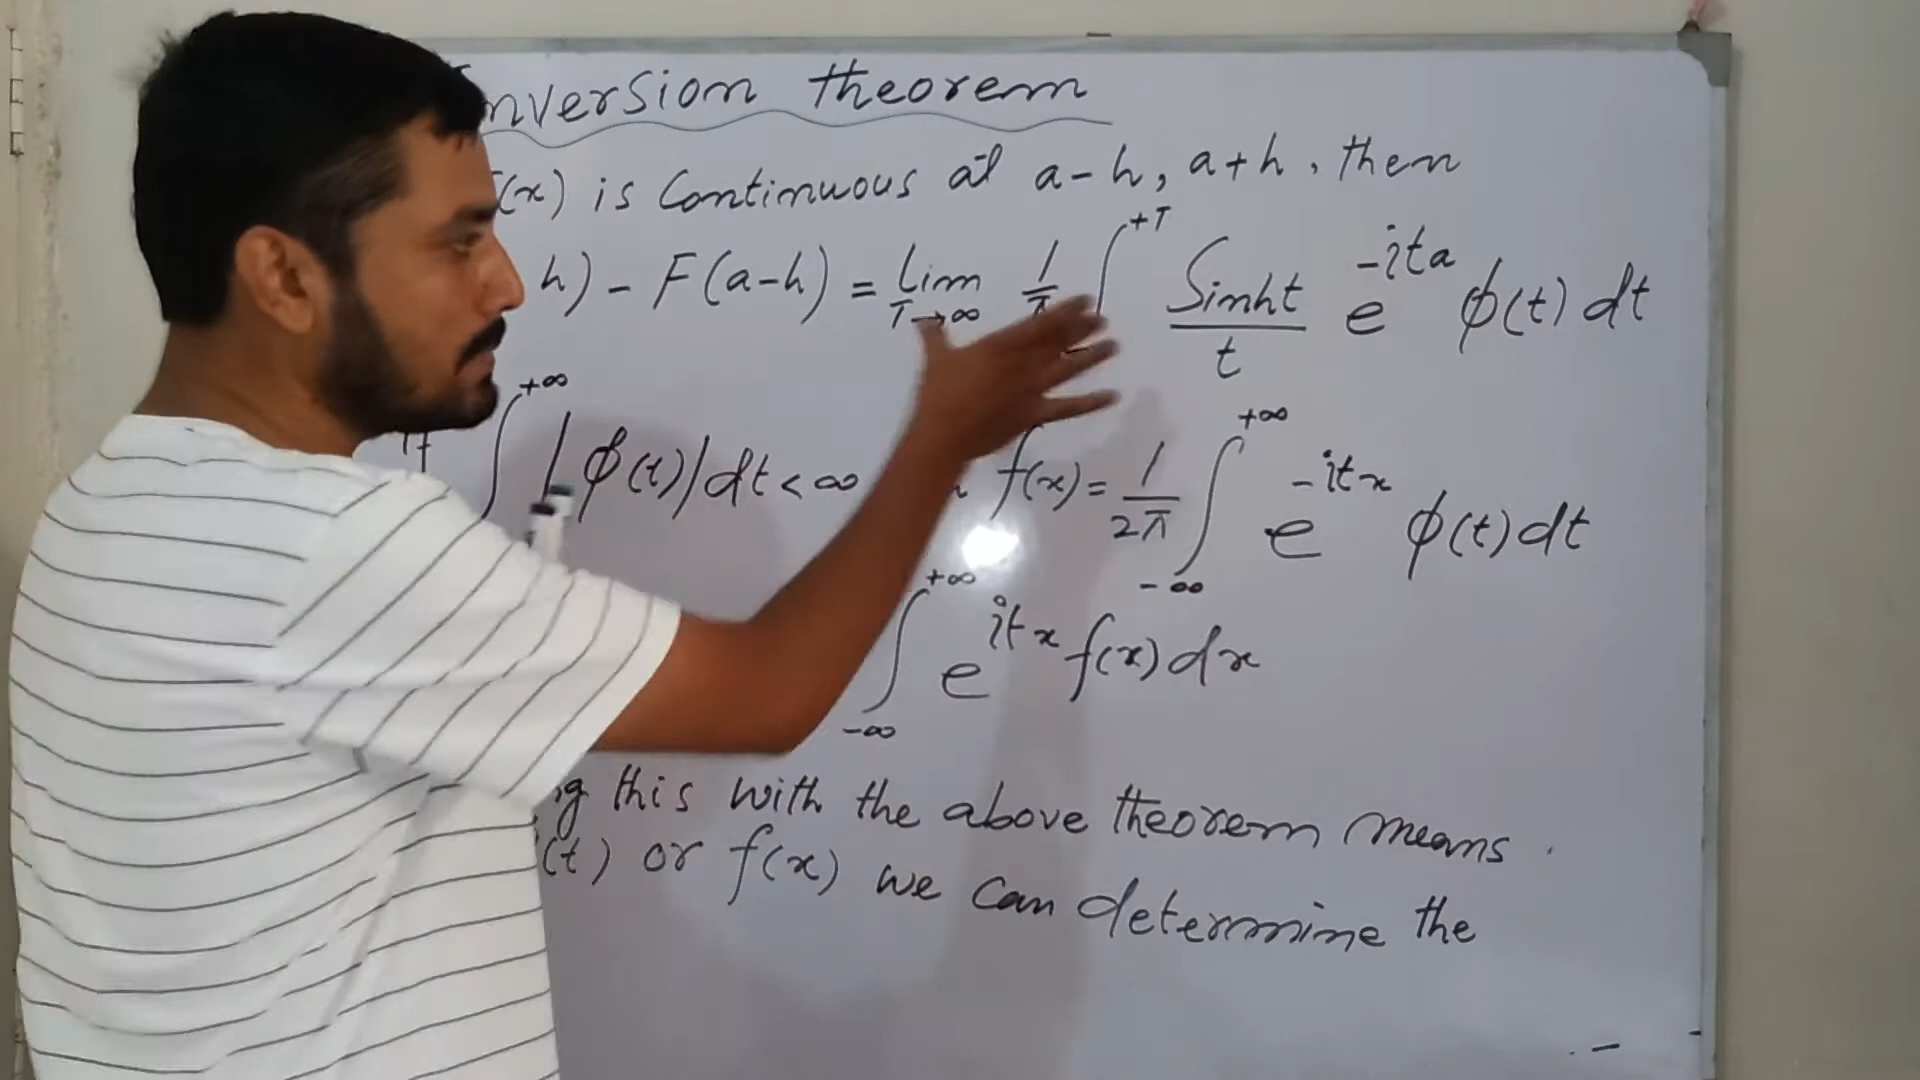 nversion theorem
(x) is continuous at a-h, a+h, then
h) - F(a-h) = lim T→∞ 1/π ∫ +T Sinht/t e^{-ita} φ(t) dt
If ∫ +∞ |φ(t)|dt < ∞ f(x) = 1/2π ∫_{-∞}^{+∞} e^{-itx} φ(t)dt
∫_{-∞}^{+∞} e^{itx} f(x)dx
g this with the above theorem means
(t) or f(x) we can determine the